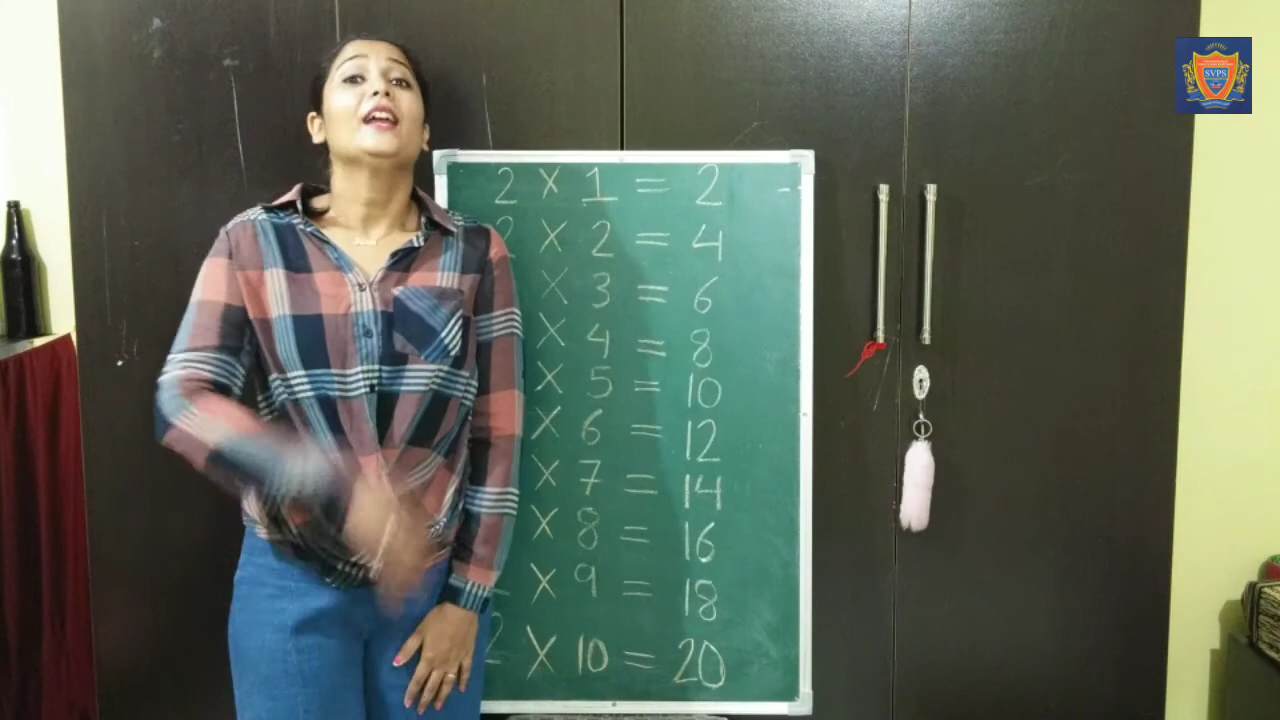 SVPS
2 × 1 = 2
2 × 2 = 4
× 3 = 6
× 4 = 8
× 5 = 10
× 6 = 12
× 7 = 14
× 8 = 16
× 9 = 18
2 × 10 = 20